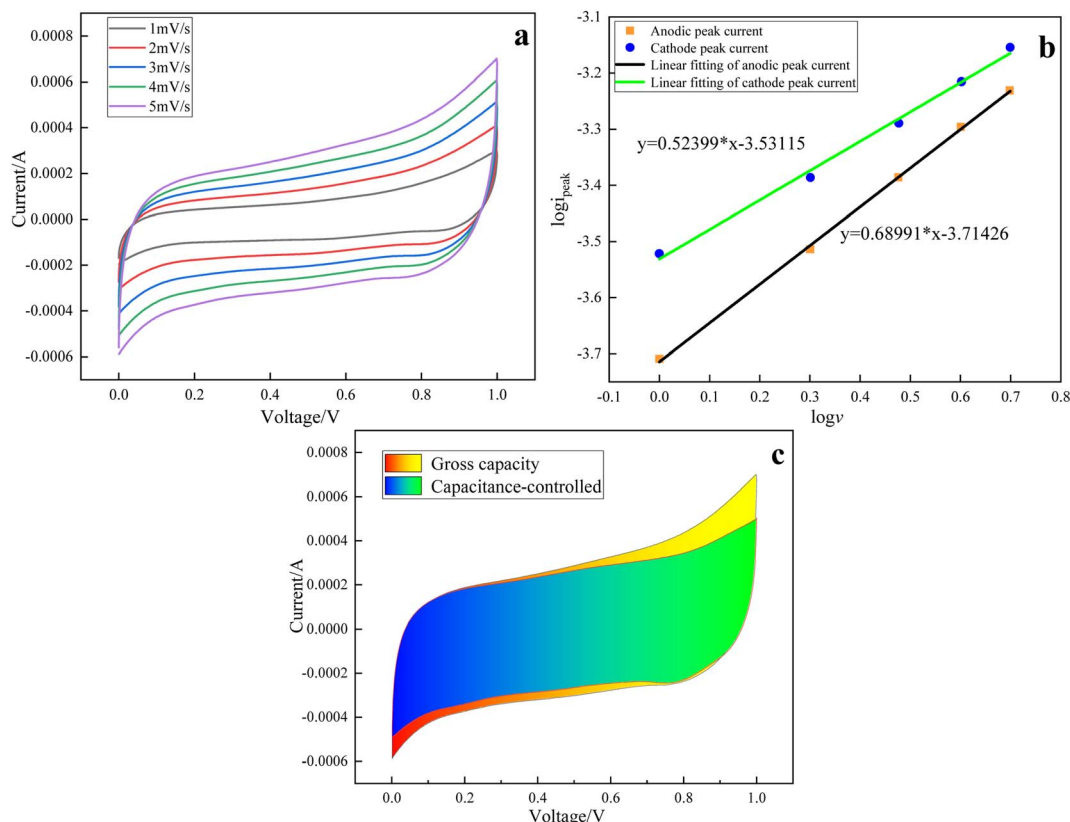 a
1mV/s
2mV/s
3mV/s
4mV/s
5mV/s
0.0008
0.0006
0.0004
0.0002
0.0000
-0.0002
-0.0004
-0.0006
Current/A
0.0 0.2 0.4 0.6 0.8 1.0
Voltage/V
b
Anodic peak current
Cathode peak current
Linear fitting of anodic peak current
Linear fitting of cathode peak current
y=0.52399*x-3.53115
y=0.68991*x-3.71426
-3.1
-3.2
-3.3
-3.4
-3.5
-3.6
-3.7
logi_peak
-0.1 0.0 0.1 0.2 0.3 0.4 0.5 0.6 0.7 0.8
logv
c
Gross capacity
Capacitance-controlled
0.0008
0.0006
0.0004
0.0002
0.0000
-0.0002
-0.0004
-0.0006
Current/A
0.0 0.2 0.4 0.6 0.8 1.0
Voltage/V